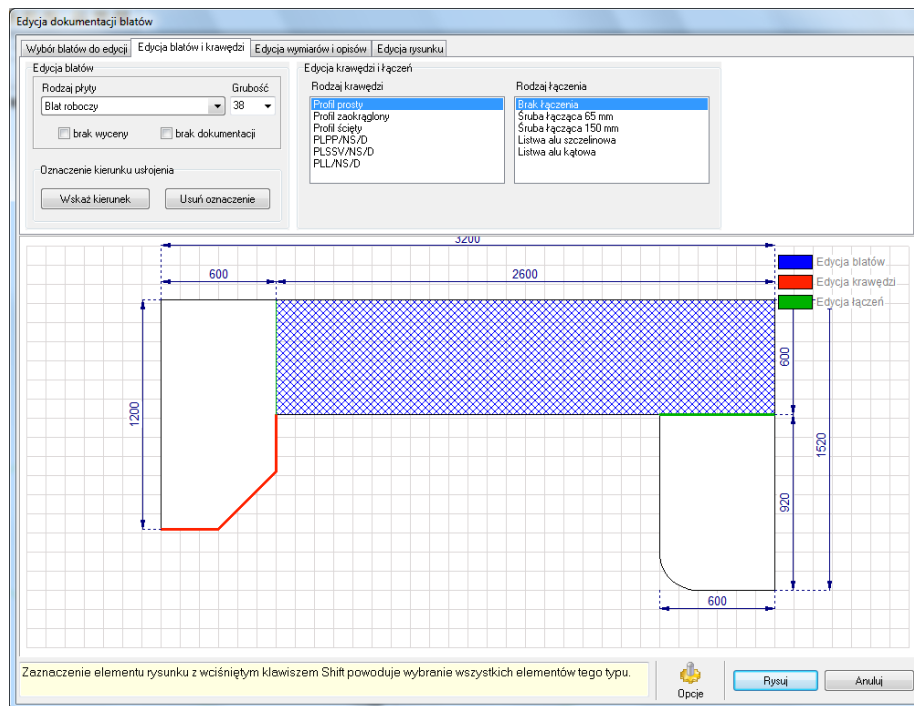 Edycja dokumentacji blatów
Wybór blatów do edycji Edycja blatów i krawędzi Edycja wymiarów i opisów Edycja rysunku
Edycja blatów
Rodzaj płyty Grubość
Blat roboczy 38
brak wyceny brak dokumentacji
Oznaczenie kierunku usłojenia
Wskaż kierunek Usuń oznaczenie
Edycja krawędzi i łączeń
Rodzaj krawędzi
Profil prosty
Profil zaokrąglony
Profil ścięty
PLPP/NS/D
PLSSV/NS/D
PLL/NS/D
Rodzaj łączenia
Brak łączenia
Śruba łącząca 65 mm
Śruba łącząca 150 mm
Listwa alu szczelinowa
Listwa alu kątowa
3200
600 2600
Edycja blatów
Edycja krawędzi
Edycja łączeń
1200
600
1520
920
600
Zaznaczenie elementu rysunku z wciśniętym klawiszem Shift powoduje wybranie wszystkich elementów tego typu.
Opcje
Rysuj Anuluj